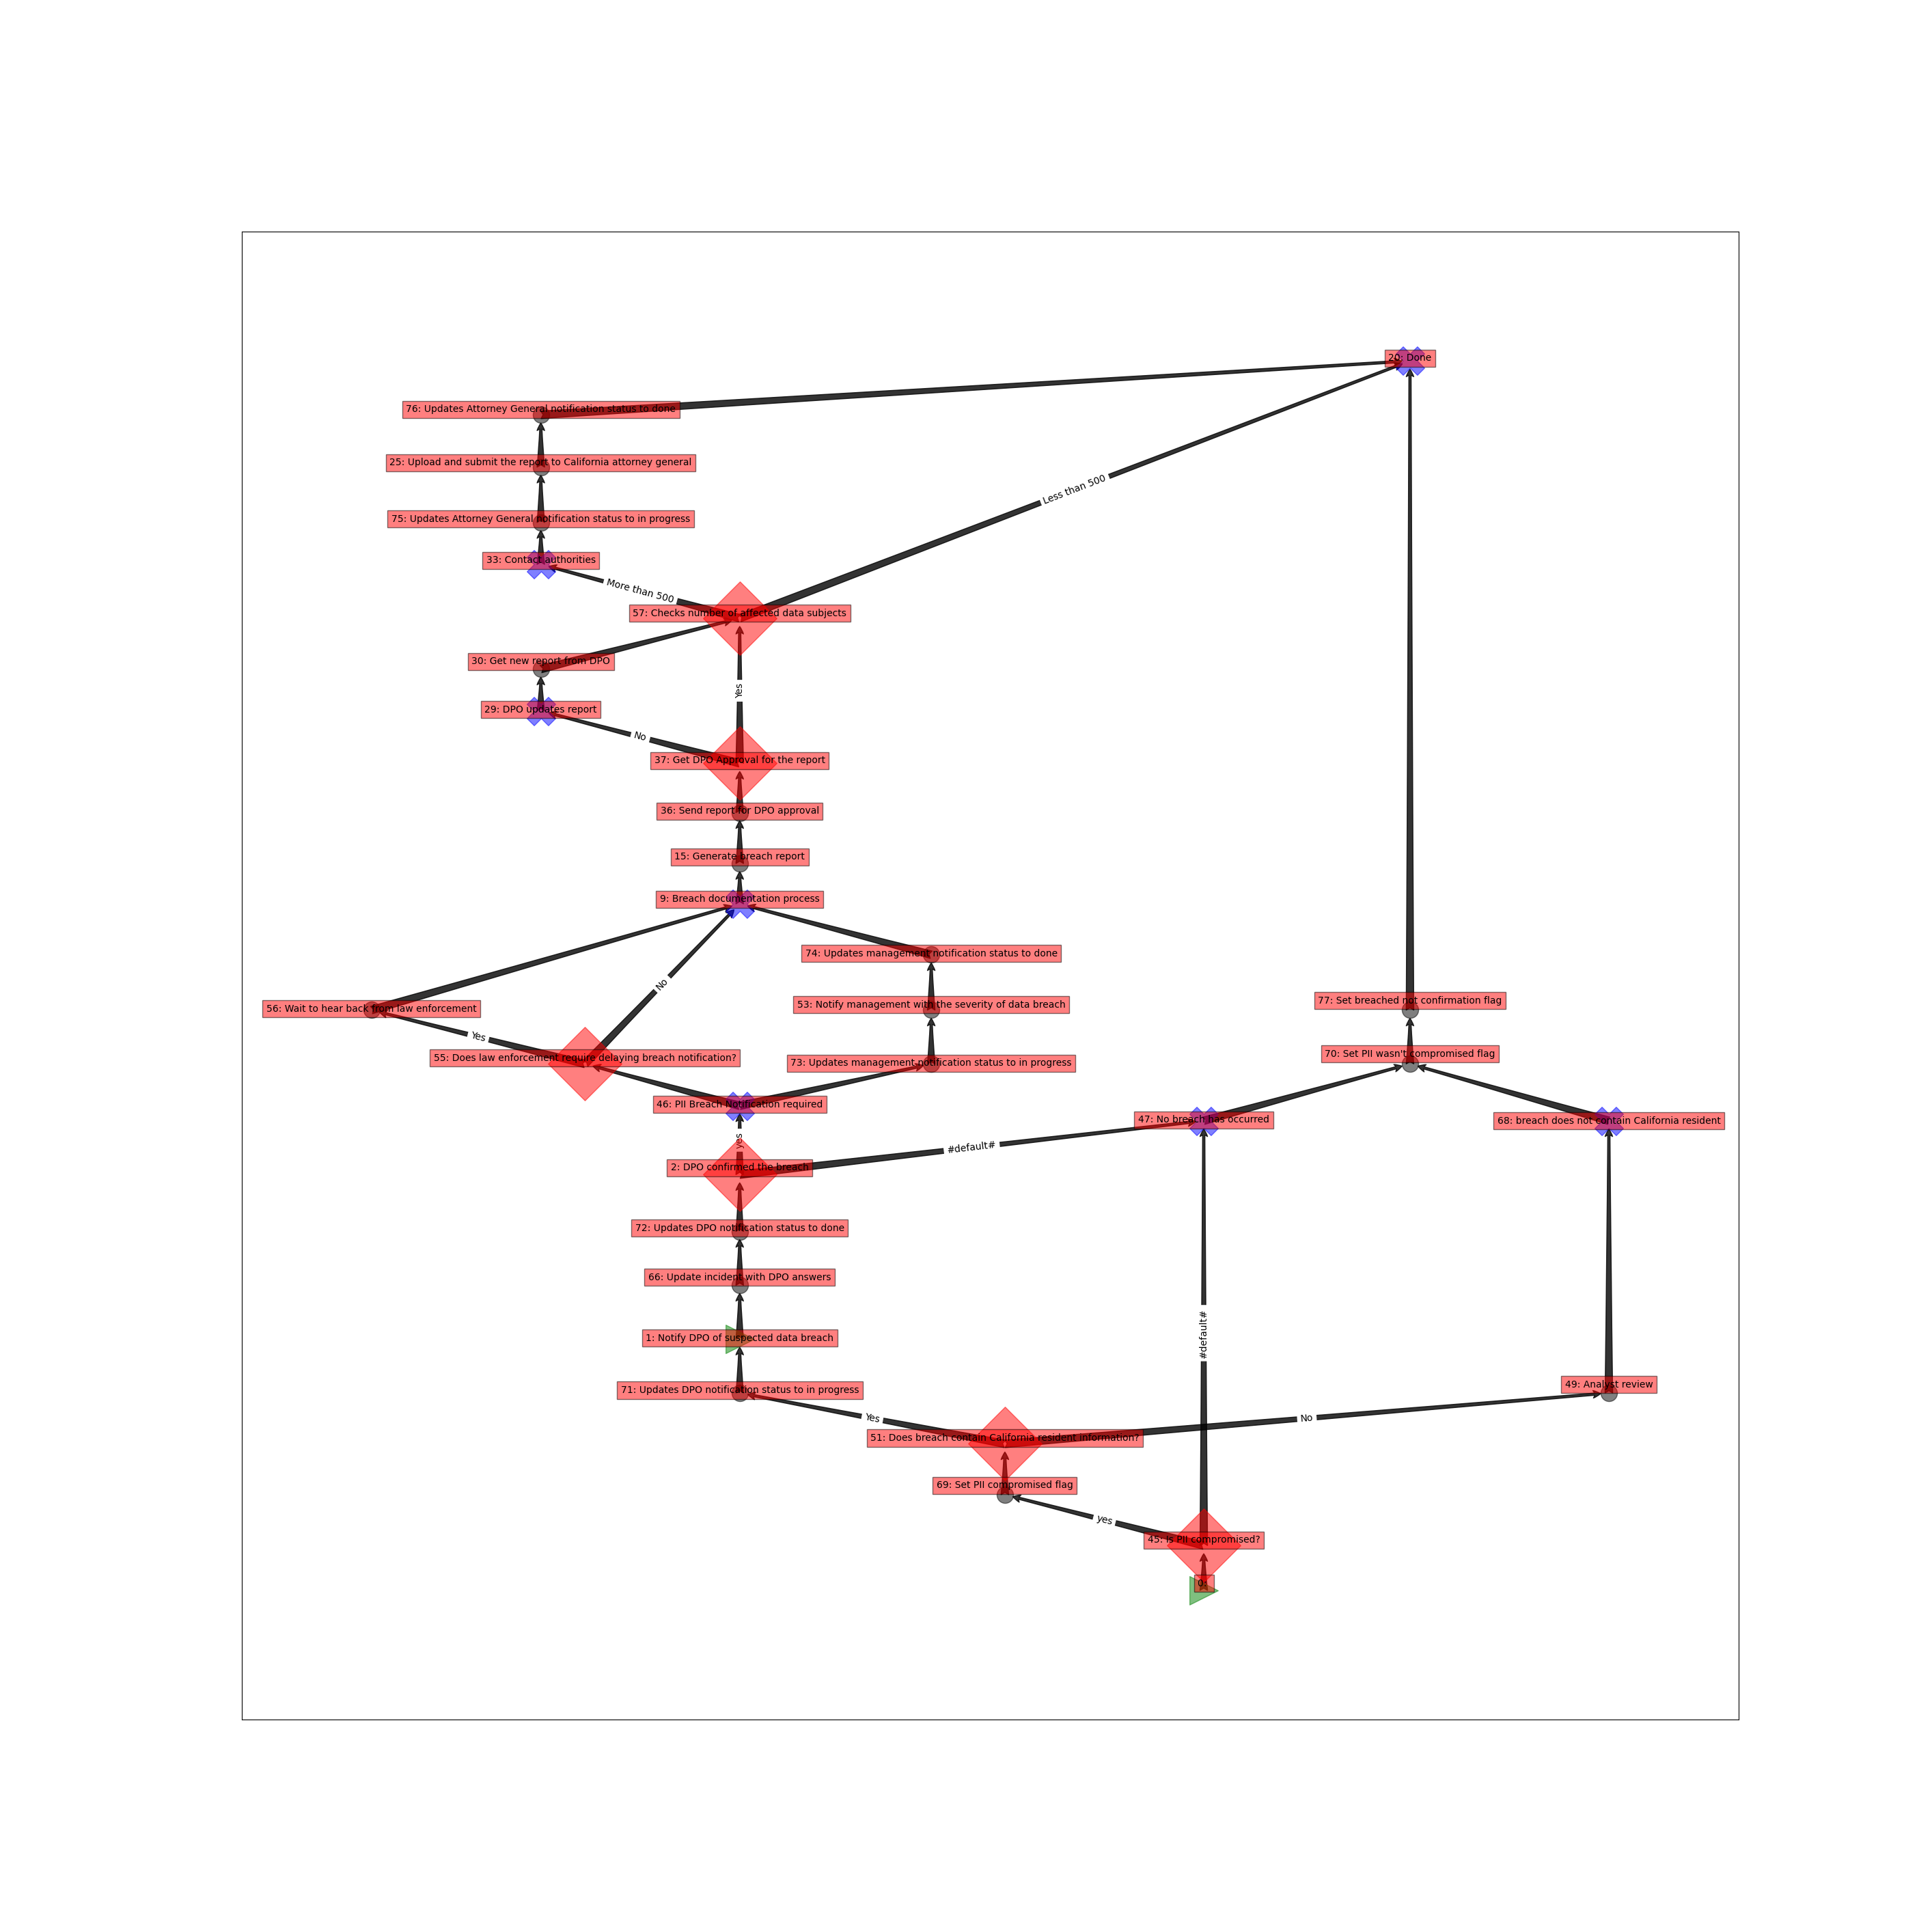 20: Done
76: Updates Attorney General notification status to done
25: Upload and submit the report to California attorney general
Less than 500
75: Updates Attorney General notification status to in progress
33: Contact authorities
More than 500
57: Checks number of affected data subjects
30: Get new report from DPO
Yes
29: DPO updates report
No
37: Get DPO Approval for the report
36: Send report for DPO approval
15: Generate breach report
9: Breach documentation process
74: Updates management notification status to done
No
77: Set breached not confirmation flag
53: Notify management with the severity of data breach
56: Wait to hear back from law enforcement
Yes
70: Set PII wasn't compromised flag
55: Does law enforcement require delaying breach notification?
73: Updates management notification status to in progress
46: PII Breach Notification required
47: No breach has occurred
68: breach does not contain California resident
yes
#default#
2: DPO confirmed the breach
72: Updates DPO notification status to done
66: Update incident with DPO answers
#default#
1: Notify DPO of suspected data breach
49: Analyst review
71: Updates DPO notification status to in progress
Yes
No
51: Does breach contain California resident information?
69: Set PII compromised flag
yes
45: Is PII compromised?
0: